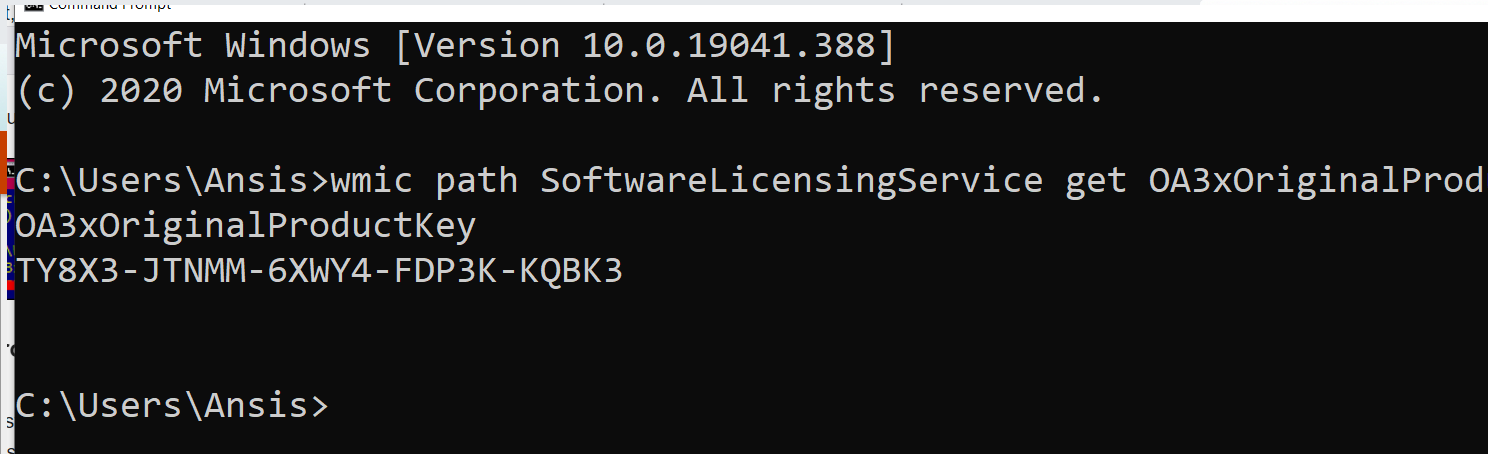 Command Prompt
Microsoft Windows [Version 10.0.19041.388]
(c) 2020 Microsoft Corporation. All rights reserved.
C:\Users\Ansis>wmic path SoftwareLicensingService get OA3xOriginalProd
OA3xOriginalProductKey
TY8X3-JTNMM-6XWY4-FDP3K-KQBK3
C:\Users\Ansis>